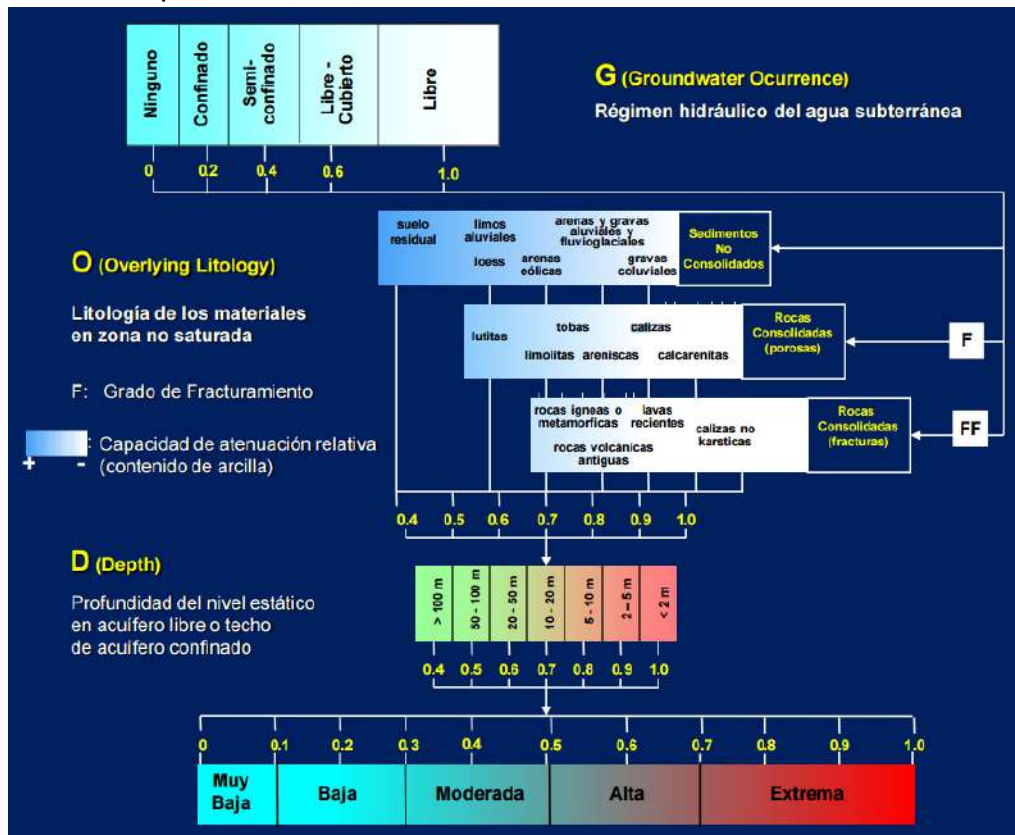 Ninguno
Confinado
Semi-
confinado
Libre -
Cubierto
Libre
G (Groundwater Ocurrence)
Régimen hidráulico del agua subterránea
0 0.2 0.4 0.6 1.0
O (Overlying Litology)
Litología de los materiales
en zona no saturada
F: Grado de Fracturamiento
: Capacidad de atenuación relativa
(contenido de arcilla)
+ -
suelo
residual
limos
aluviales
loess
arenas
eólicas
arenas y gravas
aluviales y
fluvioglaciales
gravas
coluviales
Sedimentos
No
Consolidados
lutitas
tobas
calizas
limolitas areniscas calcarenitas
Rocas
Consolidadas
(porosas)
F
rocas ígneas o
metamorficas
lavas
recientes
rocas volcánicas
antiguas
calizas no
karsticas
Rocas
Consolidadas
(fracturas)
FF
0.4 0.5 0.6 0.7 0.8 0.9 1.0
D (Depth)
Profundidad del nivel estático
en acuífero libre o techo
de acuífero confinado
> 100 m
50 - 100 m
20 - 50 m
10 - 20 m
5 - 10 m
2 – 5 m
< 2 m
0.4 0.5 0.6 0.7 0.8 0.9 1.0
0 0.1 0.2 0.3 0.4 0.5 0.6 0.7 0.8 0.9 1.0
Muy
Baja
Baja
Moderada
Alta
Extrema